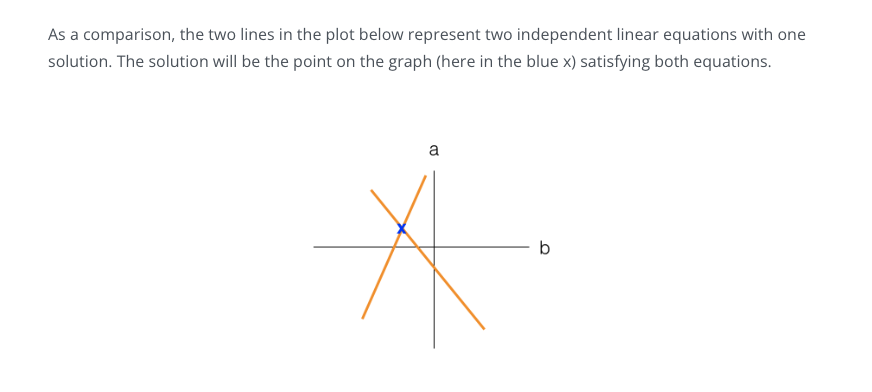 As a comparison, the two lines in the plot below represent two independent linear equations with one
solution. The solution will be the point on the graph (here in the blue x) satisfying both equations.
a
x
b